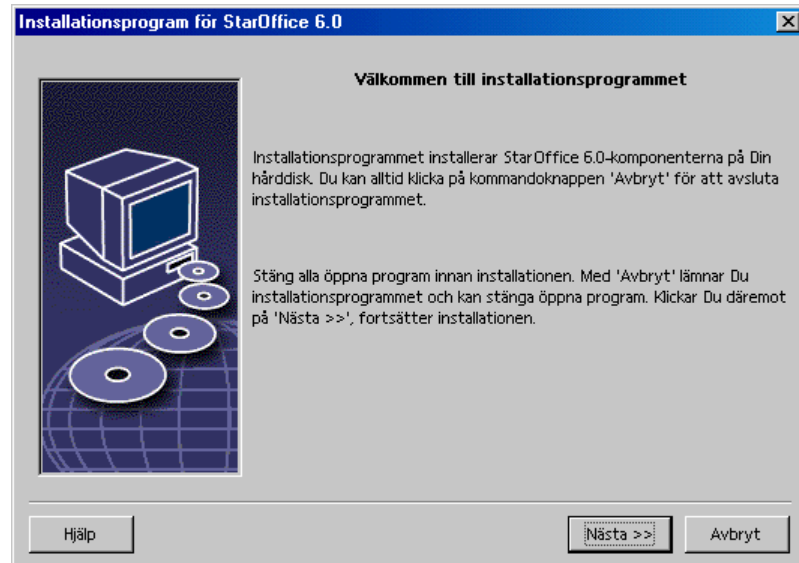 Installationsprogram för StarOffice 6.0
Välkommen till installationsprogrammet
Installationsprogrammet installerar StarOffice 6.0-komponenterna på Din
hårddisk. Du kan alltid klicka på kommandoknappen 'Avbryt' för att avsluta
installationsprogrammet.
Stäng alla öppna program innan installationen. Med 'Avbryt' lämnar Du
installationsprogrammet och kan stänga öppna program. Klickar Du däremot
på 'Nästa >>', fortsätter installationen.
Hjälp
Nästa >>
Avbryt